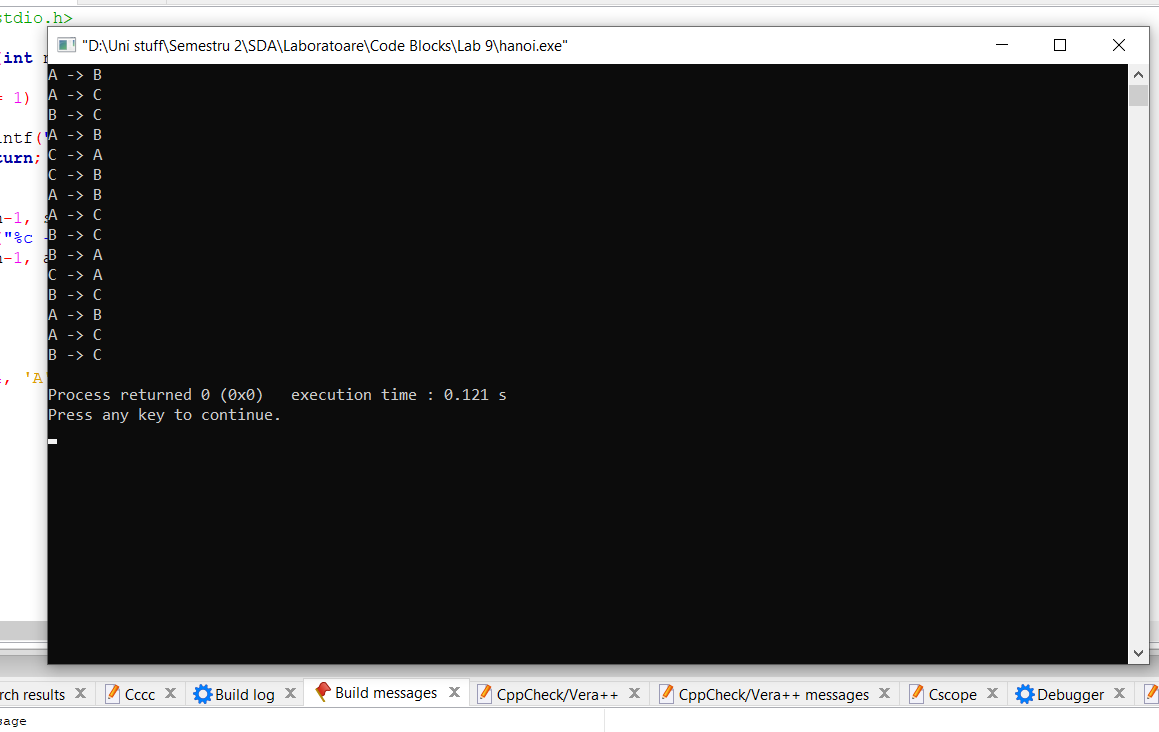 stdio.h>
"D:\Uni stuff\Semestru 2\SDA\Laboratoare\Code Blocks\Lab 9\hanoi.exe"
int
= 1)
intf("
turn;
n-1,
("%c
n-1,
, 'A'
A -> B
A -> C
B -> C
A -> B
C -> A
C -> B
A -> B
A -> C
B -> C
B -> A
C -> A
B -> C
A -> B
A -> C
B -> C
Process returned 0 (0x0)   execution time : 0.121 s
Press any key to continue.
rch results Cccc Build log Build messages CppCheck/Vera++ CppCheck/Vera++ messages Cscope Debugger
sage